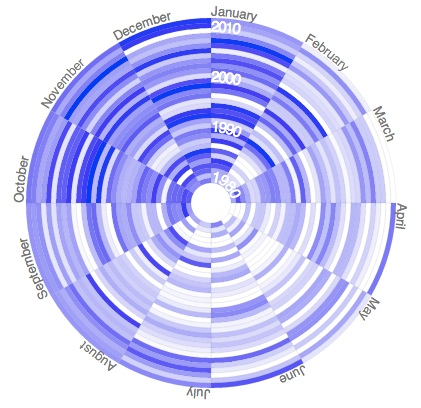 January
February
March
April
May
June
July
August
September
October
November
December
2010
2000
1990
1980